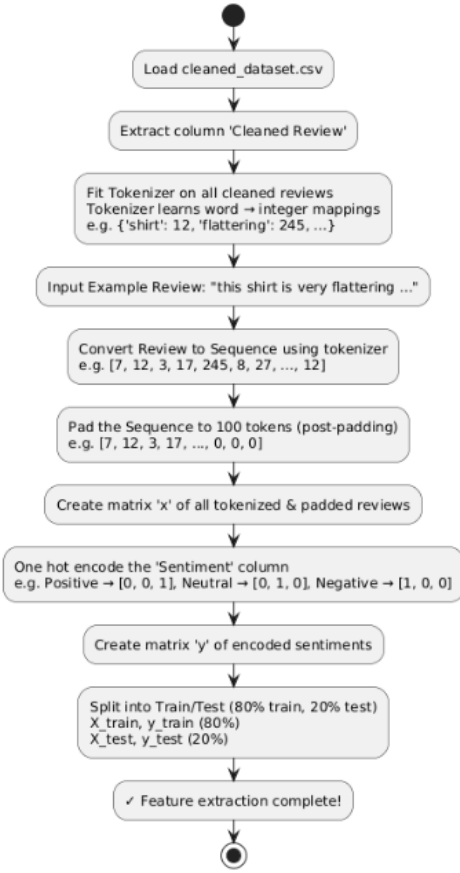 Load cleaned_dataset.csv
Extract column 'Cleaned Review'
Fit Tokenizer on all cleaned reviews
Tokenizer learns word → integer mappings
e.g. {'shirt': 12, 'flattering': 245, ...}
Input Example Review: "this shirt is very flattering ..."
Convert Review to Sequence using tokenizer
e.g. [7, 12, 3, 17, 245, 8, 27, ..., 12]
Pad the Sequence to 100 tokens (post-padding)
e.g. [7, 12, 3, 17, ..., 0, 0, 0]
Create matrix 'x' of all tokenized & padded reviews
One hot encode the 'Sentiment' column
e.g. Positive → [0, 0, 1], Neutral → [0, 1, 0], Negative → [1, 0, 0]
Create matrix 'y' of encoded sentiments
Split into Train/Test (80% train, 20% test)
X_train, y_train (80%)
X_test, y_test (20%)
✓ Feature extraction complete!